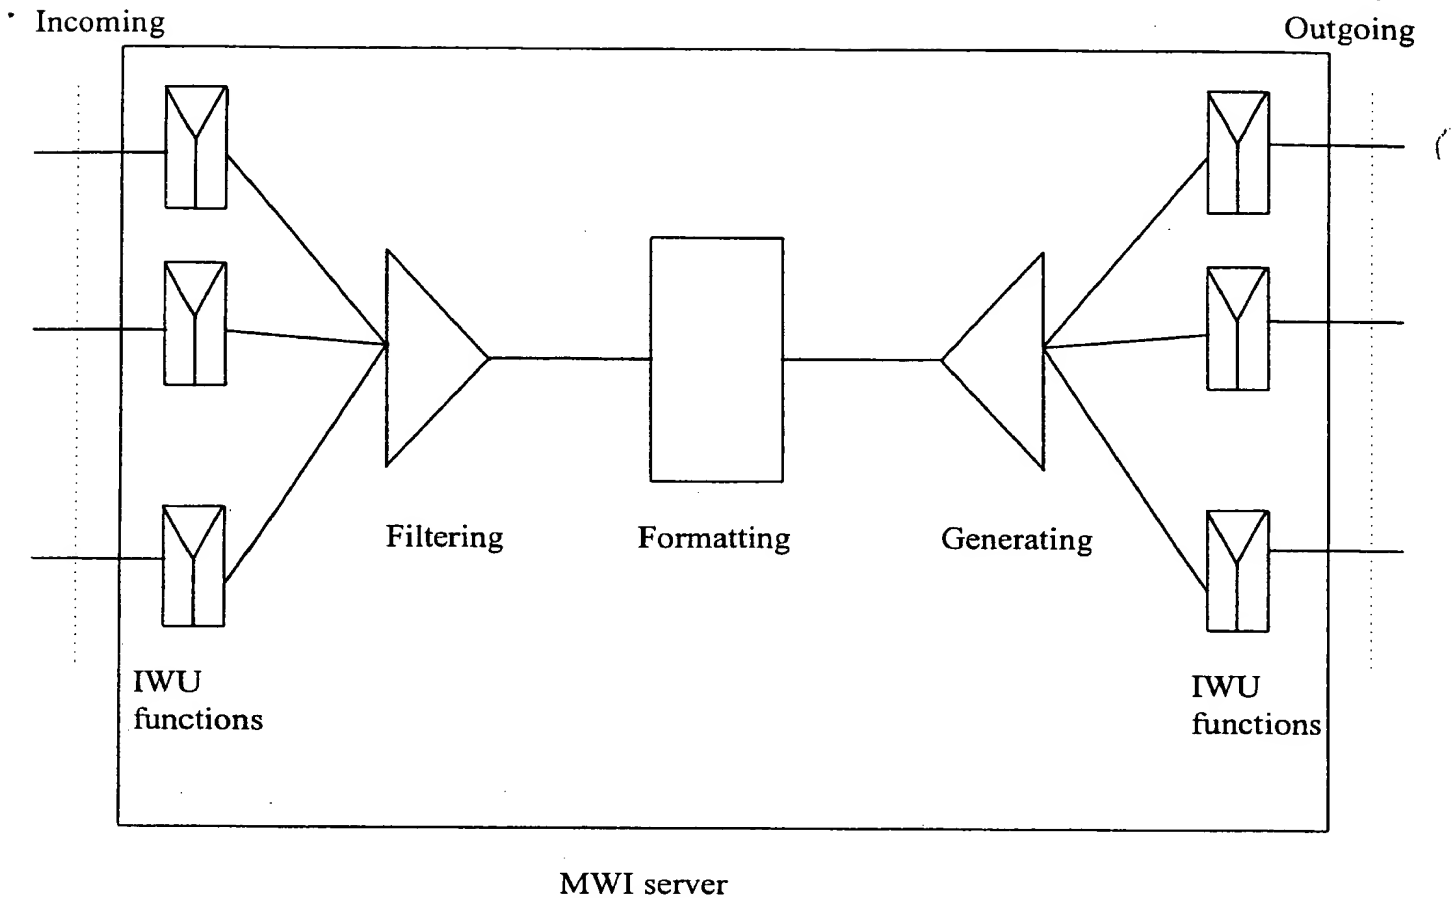 Incoming
Outgoing
Filtering
Formatting
Generating
IWU
functions
IWU
functions
MWI server